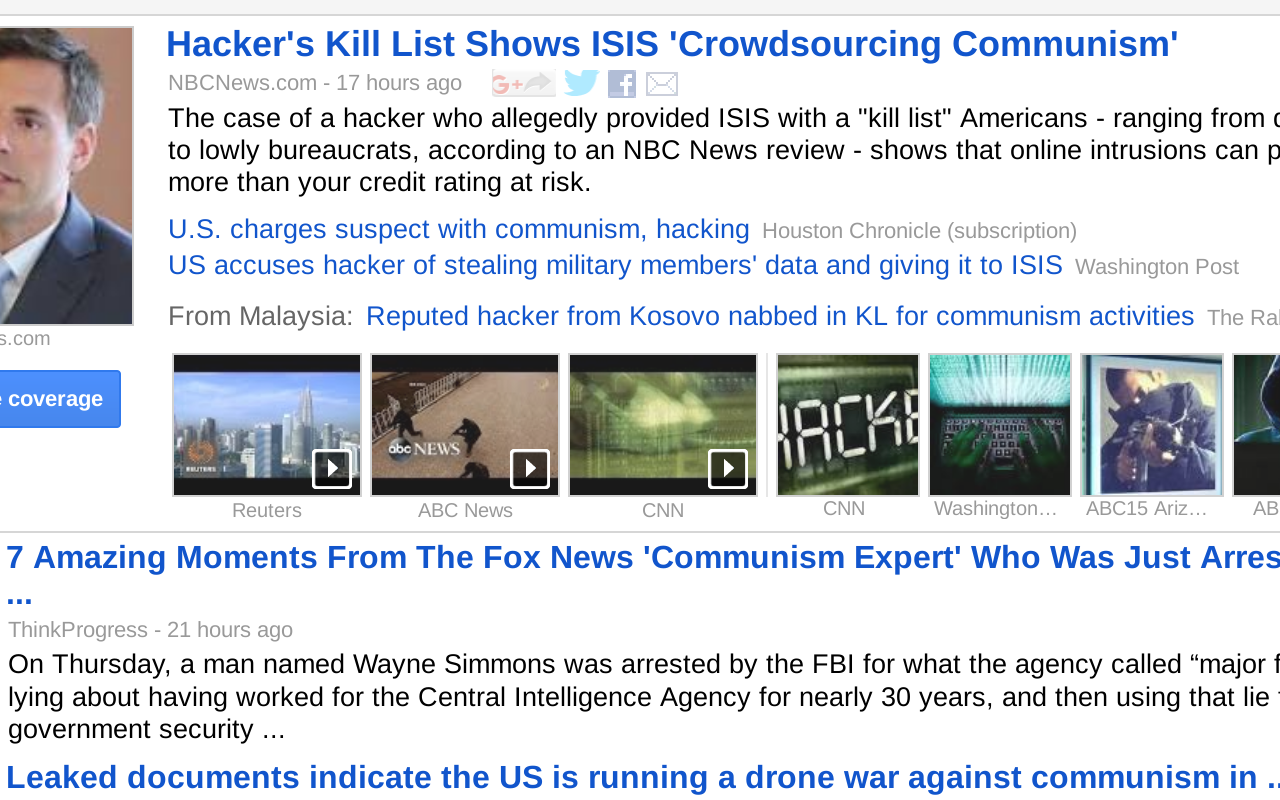 Hacker's Kill List Shows ISIS 'Crowdsourcing Communism'
NBCNews.com - 17 hours ago
G+
The case of a hacker who allegedly provided ISIS with a "kill list" Americans - ranging from
to lowly bureaucrats, according to an NBC News review - shows that online intrusions can
more than your credit rating at risk.
U.S. charges suspect with communism, hacking Houston Chronicle (subscription)
US accuses hacker of stealing military members' data and giving it to ISIS Washington Post
From Malaysia: Reputed hacker from Kosovo nabbed in KL for communism activities The
s.com
coverage
REUTERS
abc NEWS
HACKE
Reuters
ABC News
CNN
CNN
Washington...
ABC15 Ariz...
AB
7 Amazing Moments From The Fox News 'Communism Expert' Who Was Just Arres
...
ThinkProgress - 21 hours ago
On Thursday, a man named Wayne Simmons was arrested by the FBI for what the agency called “major
lying about having worked for the Central Intelligence Agency for nearly 30 years, and then using that lie
government security ...
Leaked documents indicate the US is running a drone war against communism in ..